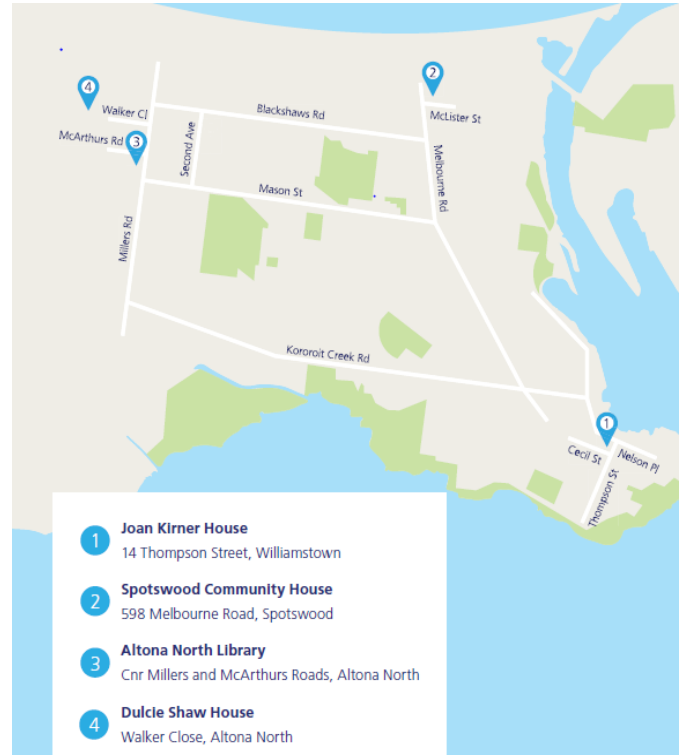 4
2
Walker Cl
Blackshaws Rd
McLister St
McArthurs Rd
3
Second Ave
Melbourne Rd
Mason St
Millers Rd
Kororoit Creek Rd
1
Cecil St
Nelson Pl
Thompson St
1
Joan Kirner House
14 Thompson Street, Williamstown
2
Spotswood Community House
598 Melbourne Road, Spotswood
3
Altona North Library
Cnr Millers and McArthurs Roads, Altona North
4
Dulcie Shaw House
Walker Close, Altona North